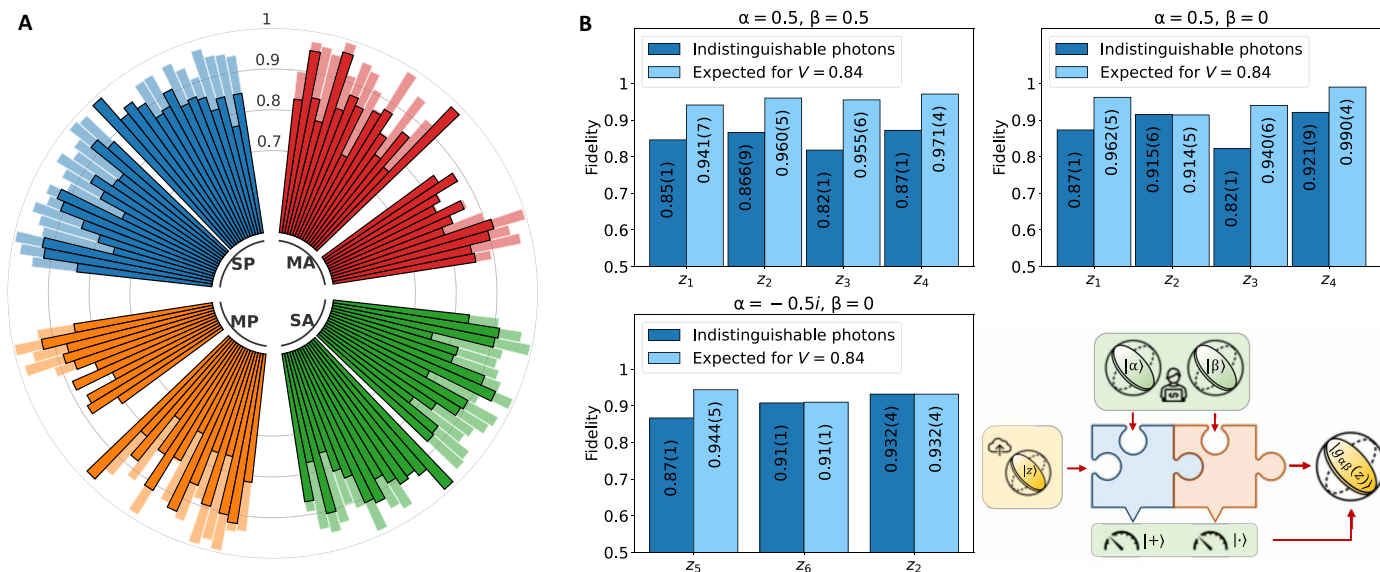 A
1
0.9
0.8
0.7
SP
MA
MP
SA
B
α = 0.5, β = 0.5
Indistinguishable photons
Expected for V = 0.84
Fidelity
1
0.9
0.8
0.7
0.6
0.5
0.85(1)
0.941(7)
0.866(9)
0.960(5)
0.82(1)
0.955(6)
0.87(1)
0.971(4)
z₁
z₂
z₃
z₄
α = 0.5, β = 0
Indistinguishable photons
Expected for V = 0.84
Fidelity
1
0.9
0.8
0.7
0.6
0.5
0.87(1)
0.962(5)
0.915(6)
0.914(5)
0.82(1)
0.940(6)
0.921(9)
0.990(4)
z₁
z₂
z₃
z₄
α = − 0.5i, β = 0
Indistinguishable photons
Expected for V = 0.84
Fidelity
1
0.9
0.8
0.7
0.6
0.5
0.87(1)
0.944(5)
0.91(1)
0.91(1)
0.932(4)
0.932(4)
z₅
z₆
z₂
|α⟩
|β⟩
$
|z⟩
|gαβ(z)⟩
|+⟩
|·⟩